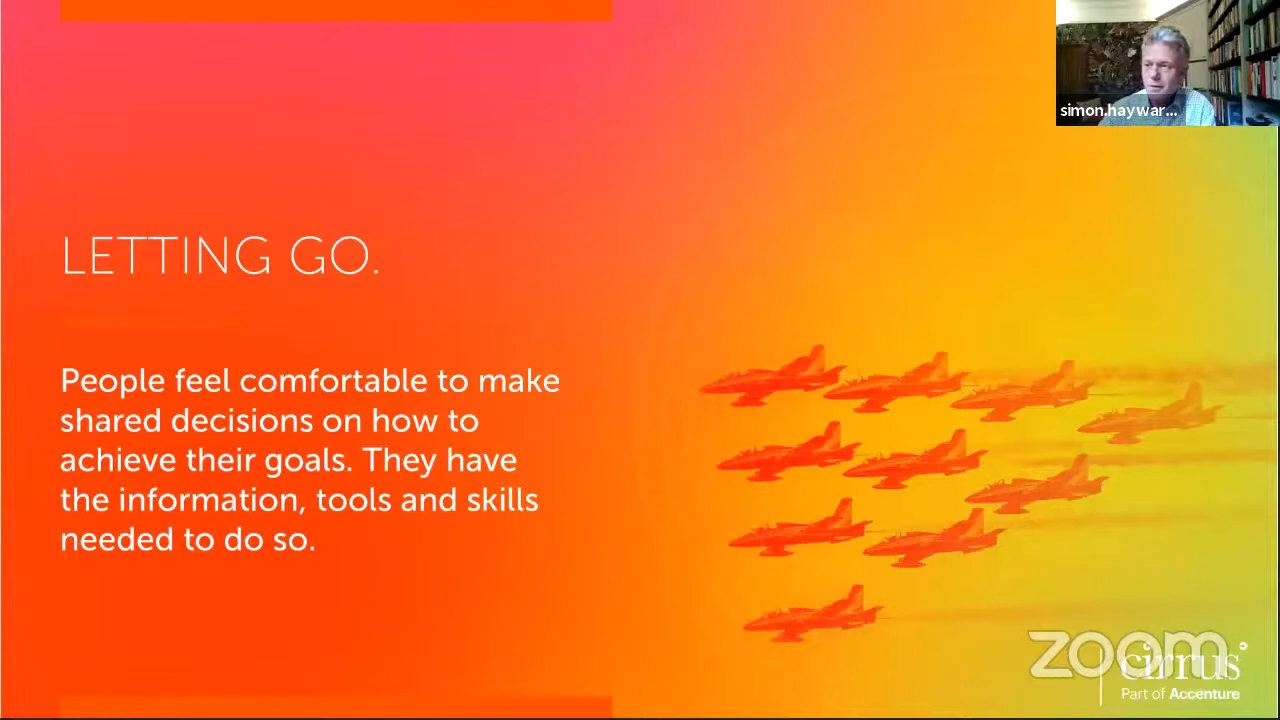 simon.haywar...
LETTING GO.
People feel comfortable to make
shared decisions on how to
achieve their goals. They have
the information, tools and skills
needed to do so.
zoom
cirrus
Part of Accenture